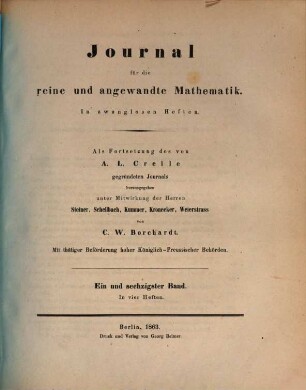 Journal
für die
reine und angewandte Mathematik.
In zwanglosen Heften.
Als Fortsetzung des von
A. L. Crelle
gegründeten Journals
herausgegeben
unter Mitwirkung der Herren
Steiner, Schellbach, Kummer, Kronecker, Weierstrass
von
C. W. Borchardt.
Mit thätiger Beförderung hoher Königlich-Preussischer Behörden.
Ein und sechzigster Band.
In vier Heften.
Berlin, 1863.
Druck und Verlag von Georg Reimer.